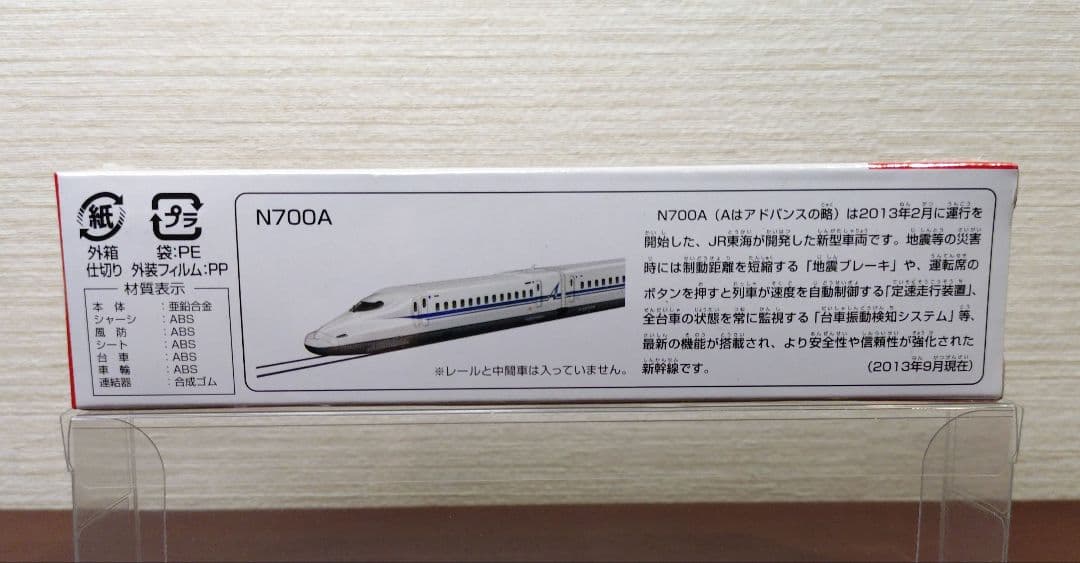 紙
プラ
外箱
仕切り
袋:PE
外装フィルム:PP
材質表示
本体:亜鉛合金
シャーシ:ABS
風防:ABS
シート:ABS
台車:ABS
車輪:ABS
連結器:合成ゴム
N700A
※レールと中間車は入っていません。
N700A（Aはアドバンスの略）は2013年2月に運行を
開始した、JR東海が開発した新型車両です。地震等の災害
時には制動距離を短縮する「地震ブレーキ」や、運転席の
ボタンを押すと列車が速度を自動制御する「定速走行装置」、
全台車の状態を常に監視する「台車振動検知システム」等、
最新の機能が搭載され、より安全性や信頼性が強化された
新幹線です。
（2013年9月現在）